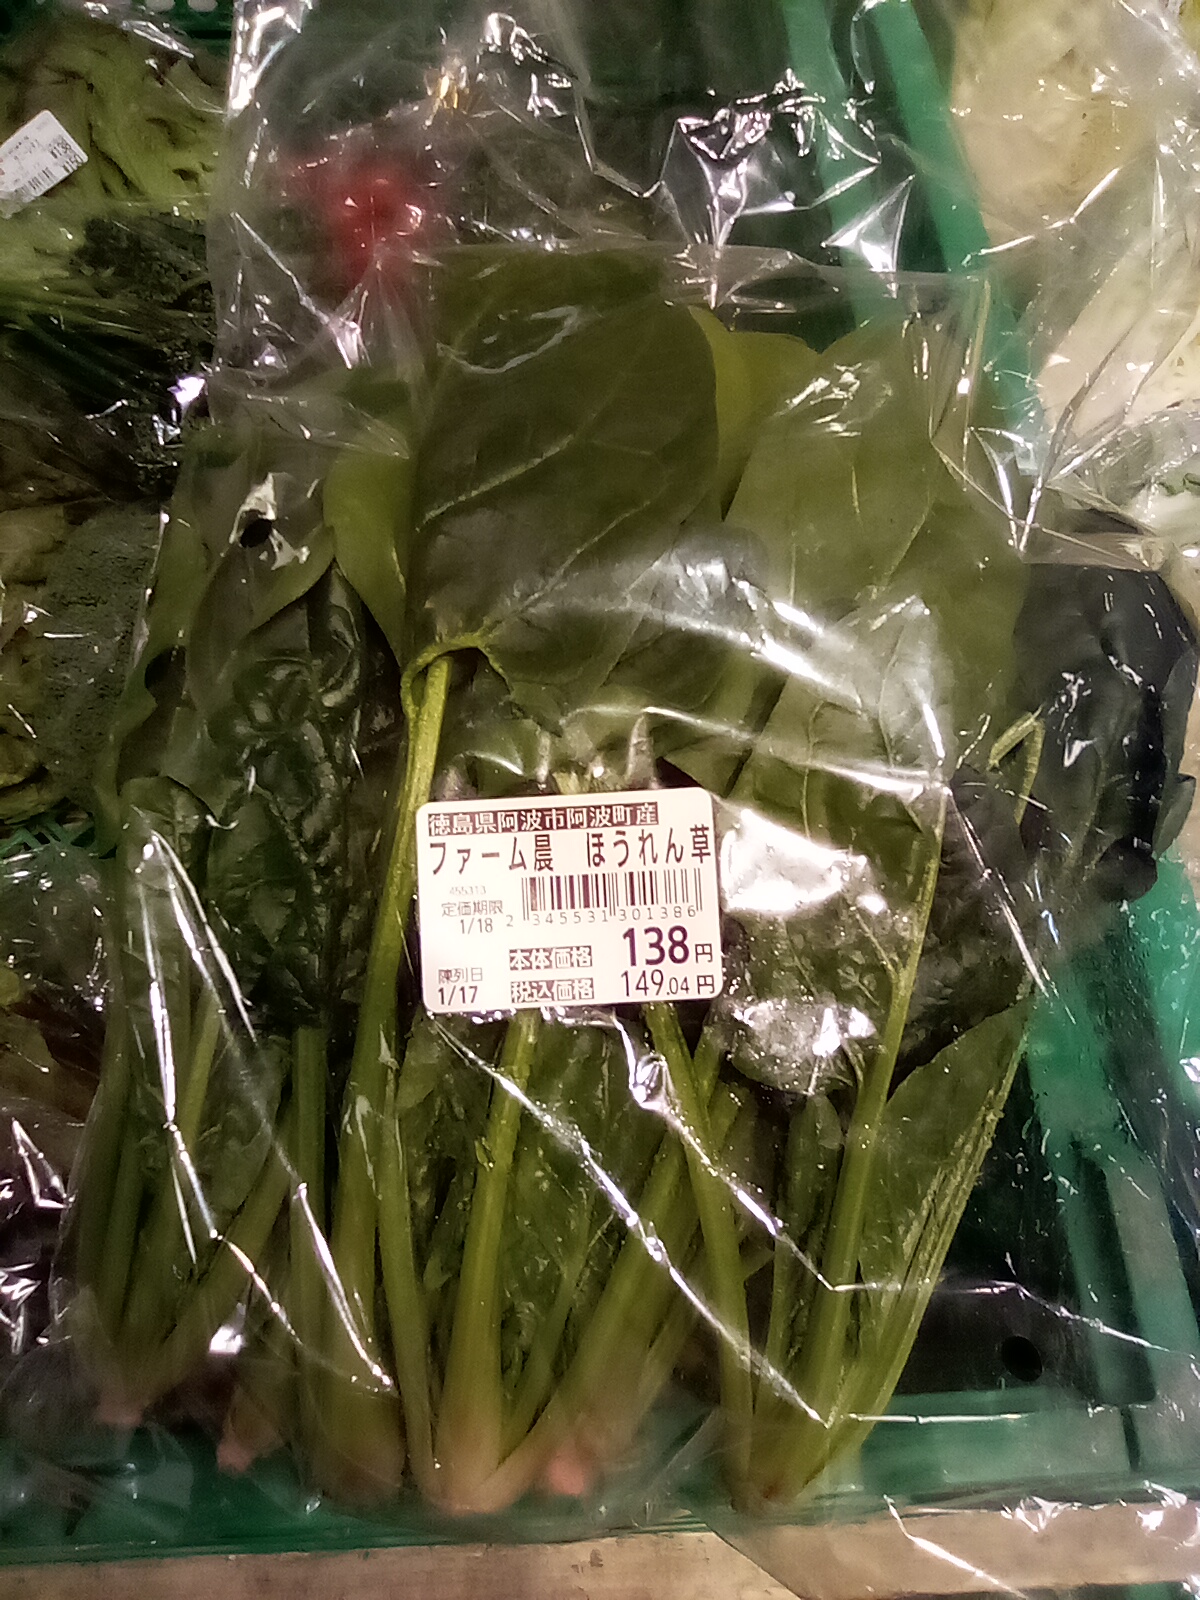 徳島県阿波市阿波町産
ファーム晨 ほうれん草
455313
定価期限
1/18
2 345531 301386
本体価格 138円
陳列日
1/17
税込価格 149.04円